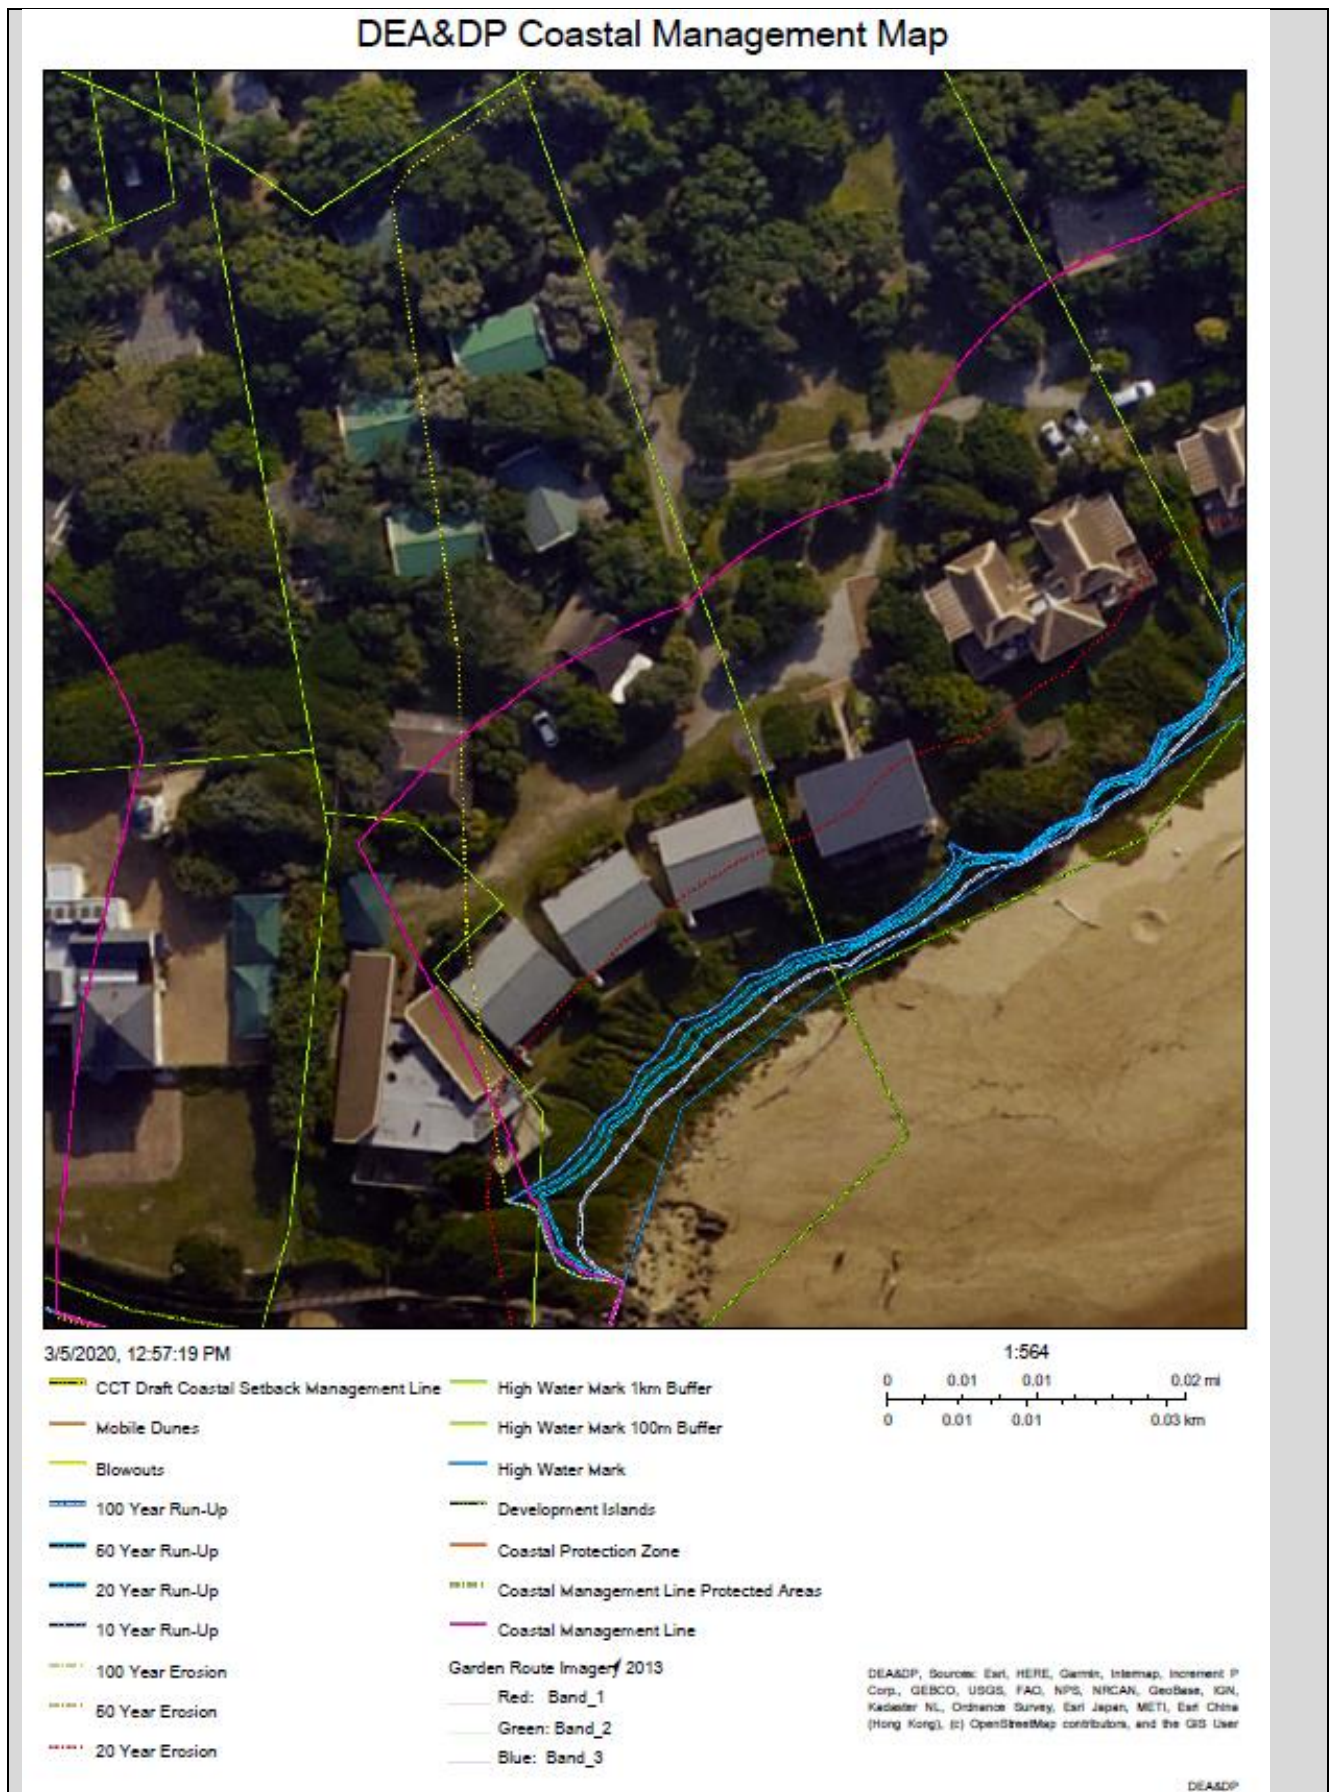 DEA&DP Coastal Management Map
3/5/2020, 12:57:19 PM
1:564
0 0.01 0.01 0.02 mi
0 0.01 0.01 0.03 km
CCT Draft Coastal Setback Management Line
Mobile Dunes
Blowouts
100 Year Run-Up
50 Year Run-Up
20 Year Run-Up
10 Year Run-Up
100 Year Erosion
50 Year Erosion
20 Year Erosion
High Water Mark 1km Buffer
High Water Mark 100m Buffer
High Water Mark
Development Islands
Coastal Protection Zone
Coastal Management Line Protected Areas
Coastal Management Line
Garden Route Imagery 2013
Red: Band_1
Green: Band_2
Blue: Band_3
DEA&DP, Sources: Esri, HERE, Garmin, Intermap, increment P
Corp., GEBCO, USGS, FAO, NPS, NRCAN, GeoBase, IGN,
Kadaster NL, Ordnance Survey, Esri Japan, METI, Esri China
(Hong Kong), (c) OpenStreetMap contributors, and the GIS User
DEA&DP